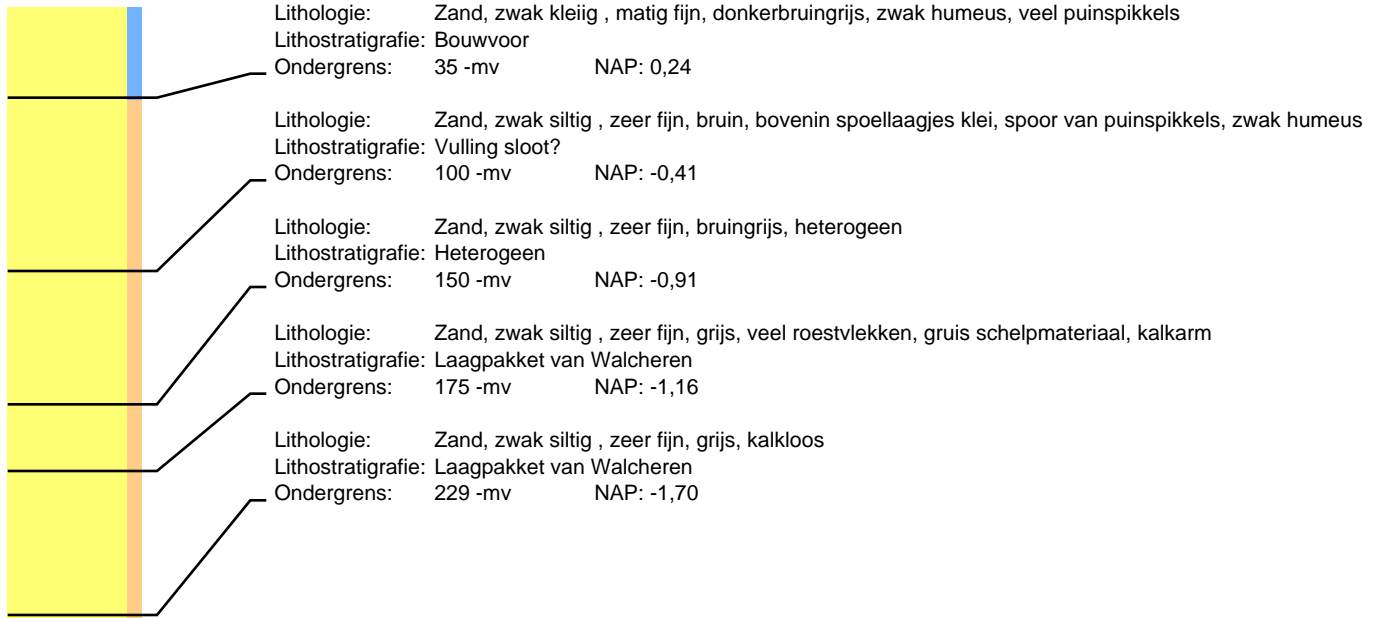 Lithologie: Zand, zwak kleiig , matig fijn, donkerbruingrijs, zwak humeus, veel puinspikkels
Lithostratigrafie: Bouwvoor
Ondergrens: 35 -mv NAP: 0,24
Lithologie: Zand, zwak siltig , zeer fijn, bruin, bovenin spoellaagjes klei, spoor van puinspikkels, zwak humeus
Lithostratigrafie: Vulling sloot?
Ondergrens: 100 -mv NAP: -0,41
Lithologie: Zand, zwak siltig , zeer fijn, bruingrijs, heterogeen
Lithostratigrafie: Heterogeen
Ondergrens: 150 -mv NAP: -0,91
Lithologie: Zand, zwak siltig , zeer fijn, grijs, veel roestvlekken, gruis schelpmateriaal, kalkarm
Lithostratigrafie: Laagpakket van Walcheren
Ondergrens: 175 -mv NAP: -1,16
Lithologie: Zand, zwak siltig , zeer fijn, grijs, kalkloos
Lithostratigrafie: Laagpakket van Walcheren
Ondergrens: 229 -mv NAP: -1,70